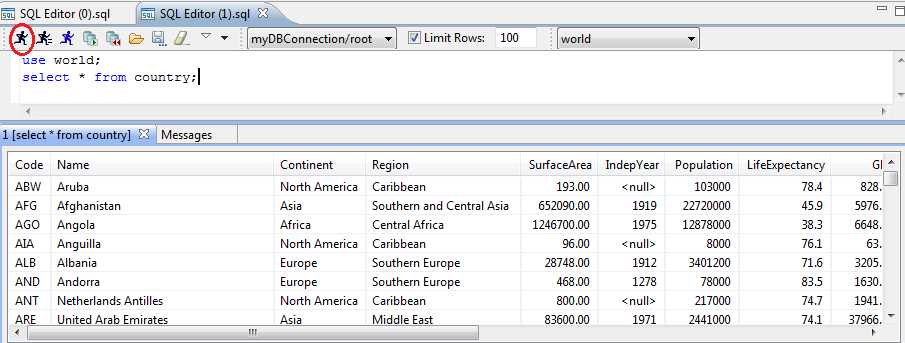 SQL Editor (0).sql SQL Editor (1).sql
myDBConnection/root Limit Rows: 100 world
use world;
select * from country;
1 [select * from country] Messages
Code Name Continent Region SurfaceArea IndepYear Population LifeExpectancy
ABW Aruba North America Caribbean 193.00 <null> 103000 78.4 828.
AFG Afghanistan Asia Southern and Central Asia 652090.00 1919 22720000 45.9 5976.
AGO Angola Africa Central Africa 1246700.00 1975 12878000 38.3 6648.
AIA Anguilla North America Caribbean 96.00 <null> 8000 76.1 63.
ALB Albania Europe Southern Europe 28748.00 1912 3401200 71.6 3205.
AND Andorra Europe Southern Europe 468.00 1278 78000 83.5 1630.
ANT Netherlands Antilles North America Caribbean 800.00 <null> 217000 74.7 1941.
ARE United Arab Emirates Asia Middle East 83600.00 1971 2441000 74.1 37966.